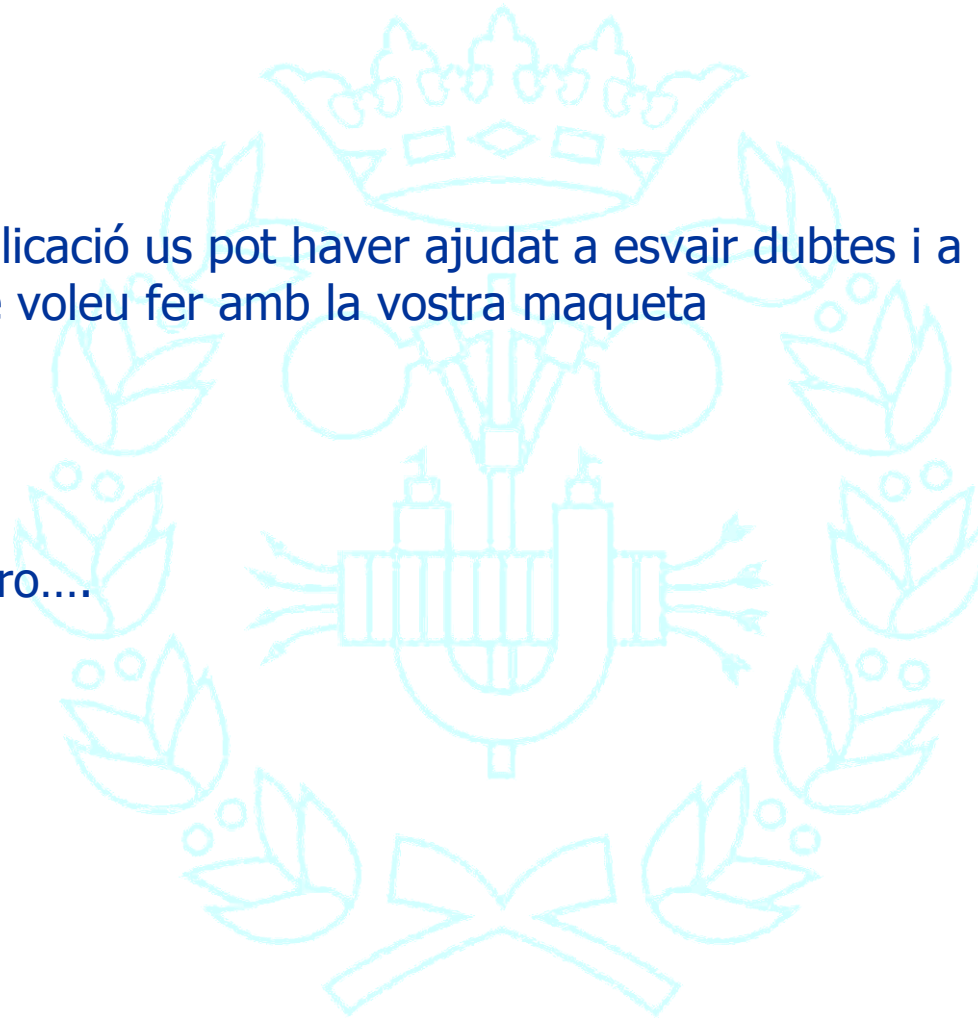 licació us pot haver ajudat a esvair dubtes i a
voleu fer amb la vostra maqueta
ro....